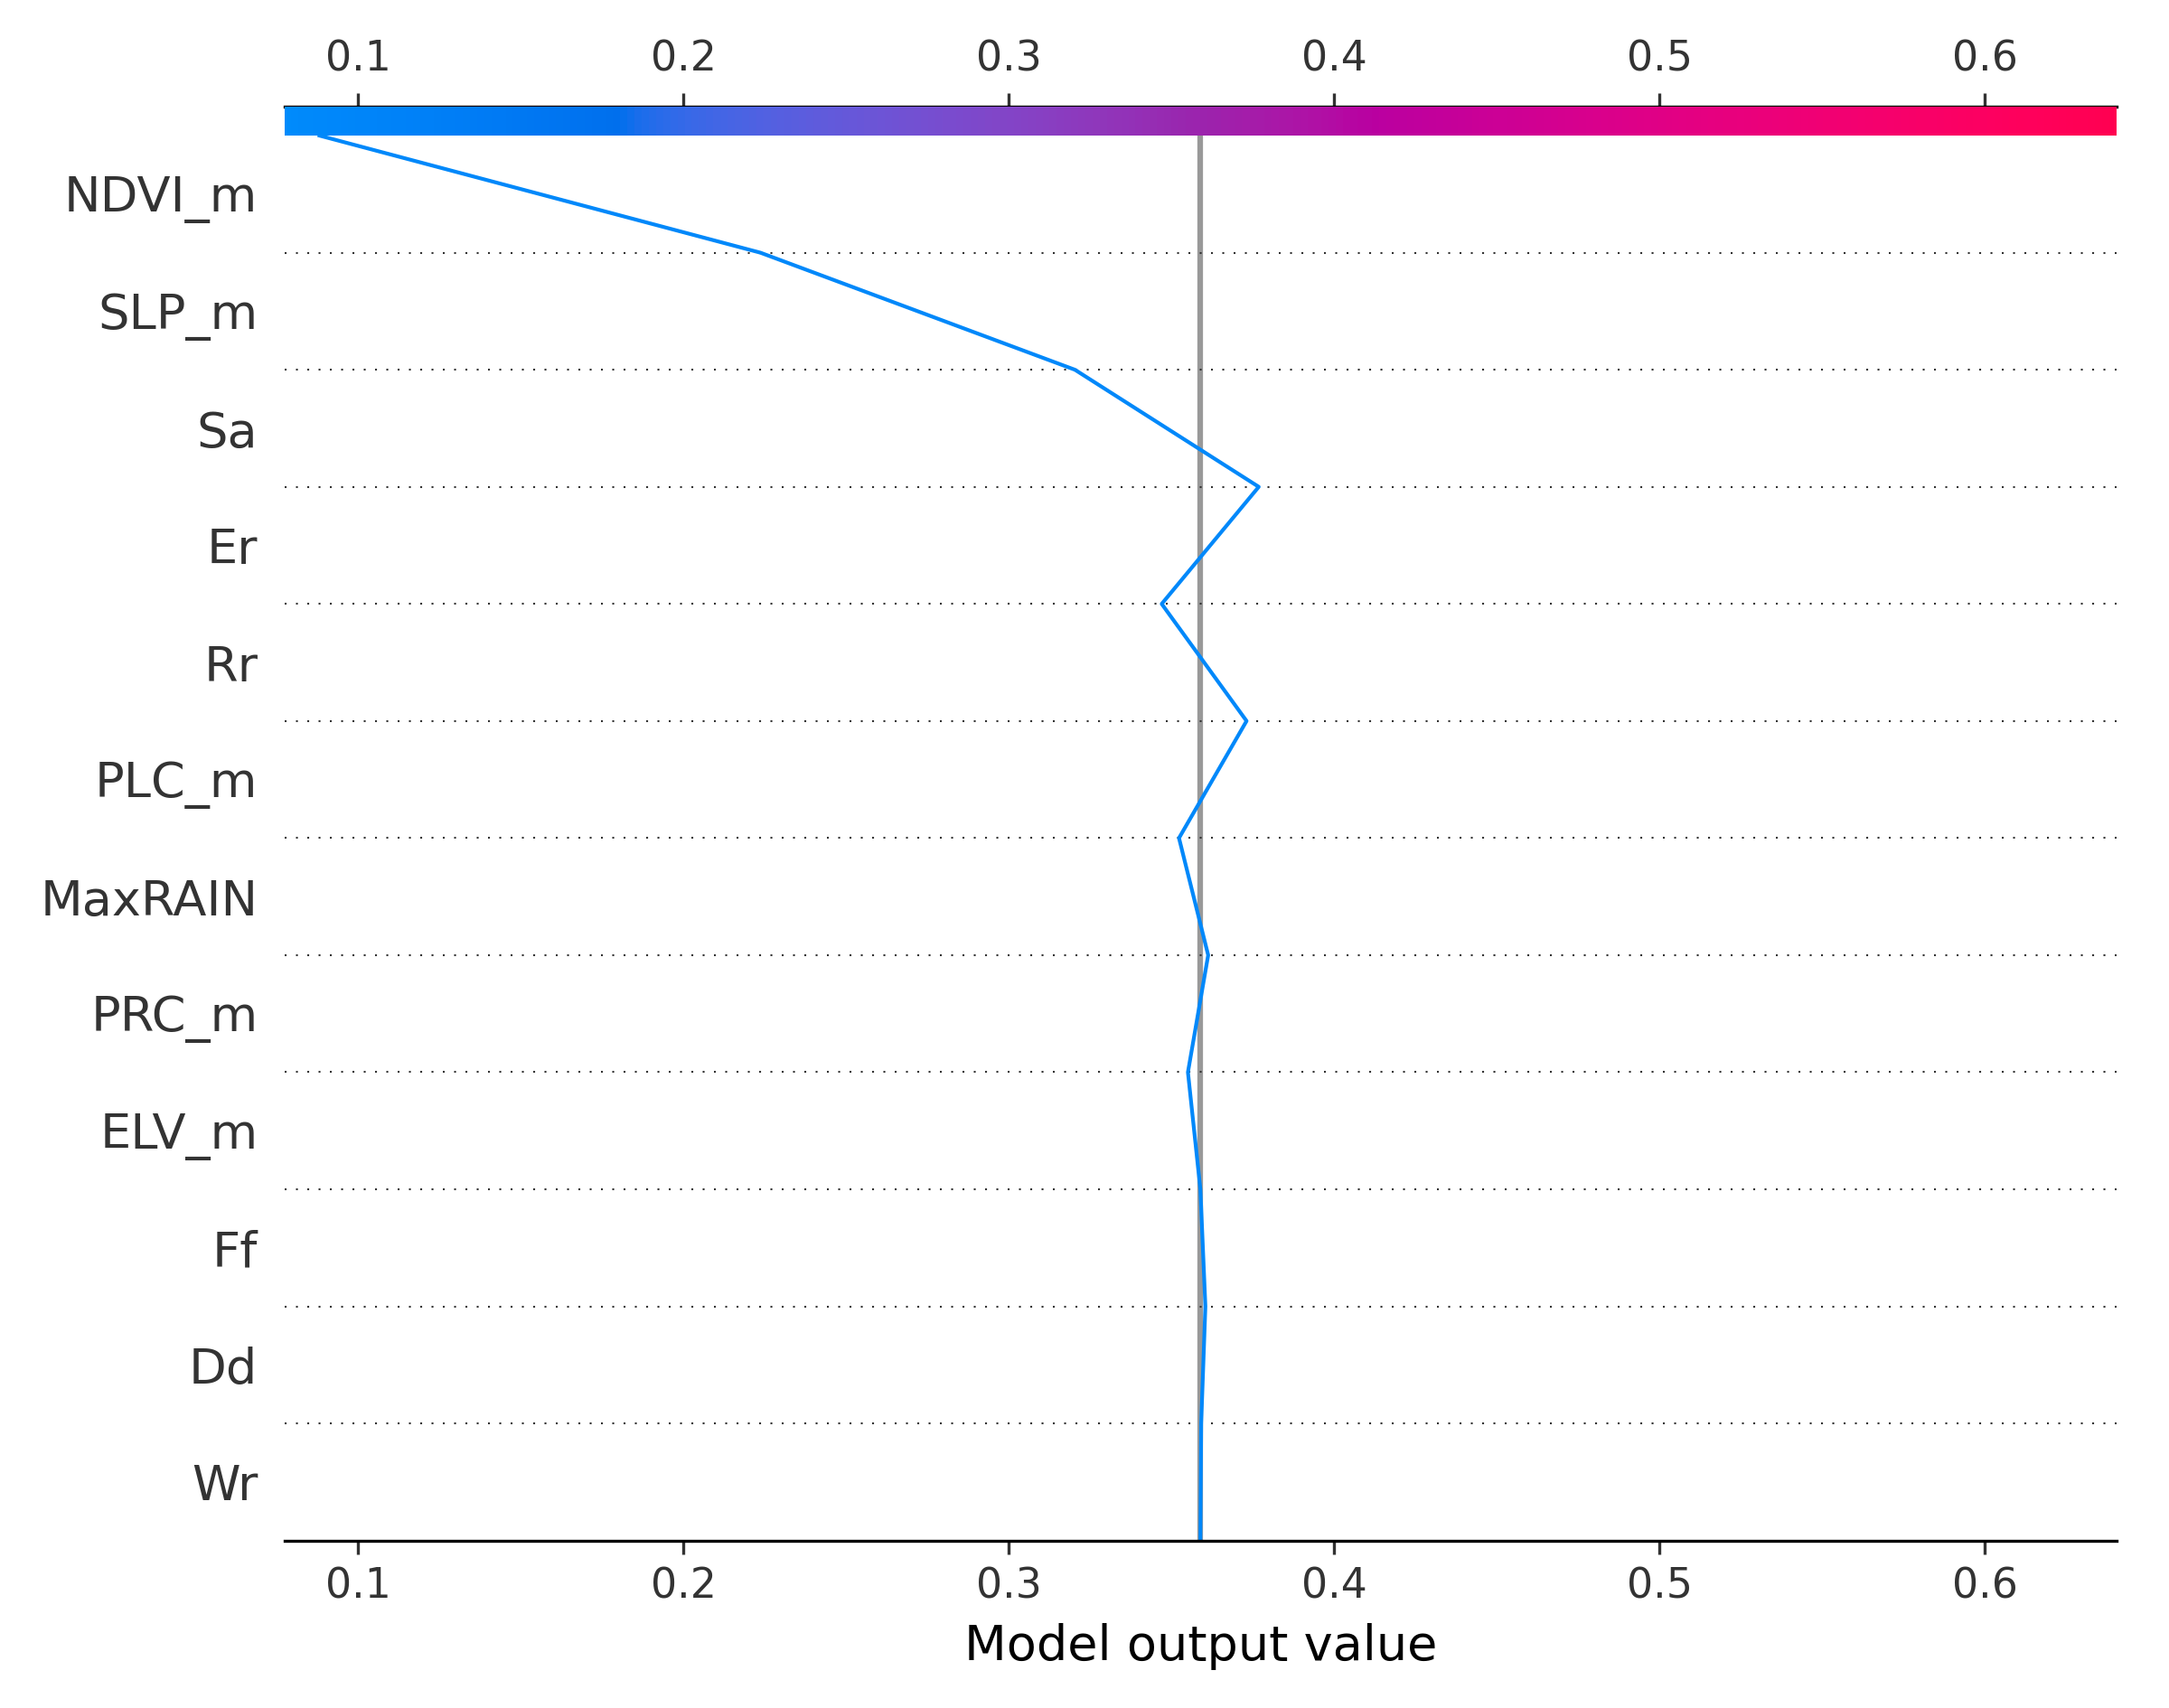 0.1 0.2 0.3 0.4 0.5 0.6
NDVI_m
SLP_m
Sa
Er
Rr
PLC_m
MaxRAIN
PRC_m
ELV_m
Ff
Dd
Wr
0.1 0.2 0.3 0.4 0.5 0.6
Model output value